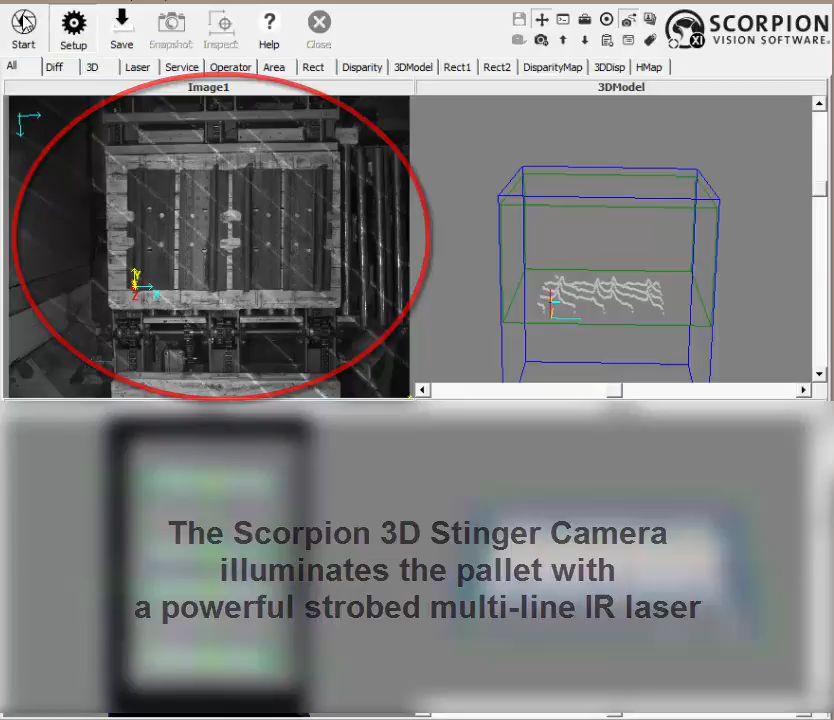 SCORPION
VISION SOFTWARE®
Start Setup Save Snapshot Inspect Help Close
All Diff 3D Laser Service Operator Area Rect Disparity 3DModel Rect1 Rect2 DisparityMap 3DDisp HMap
Image1 3DModel
Y
Z X
The Scorpion 3D Stinger Camera
illuminates the pallet with
a powerful strobed multi-line IR laser